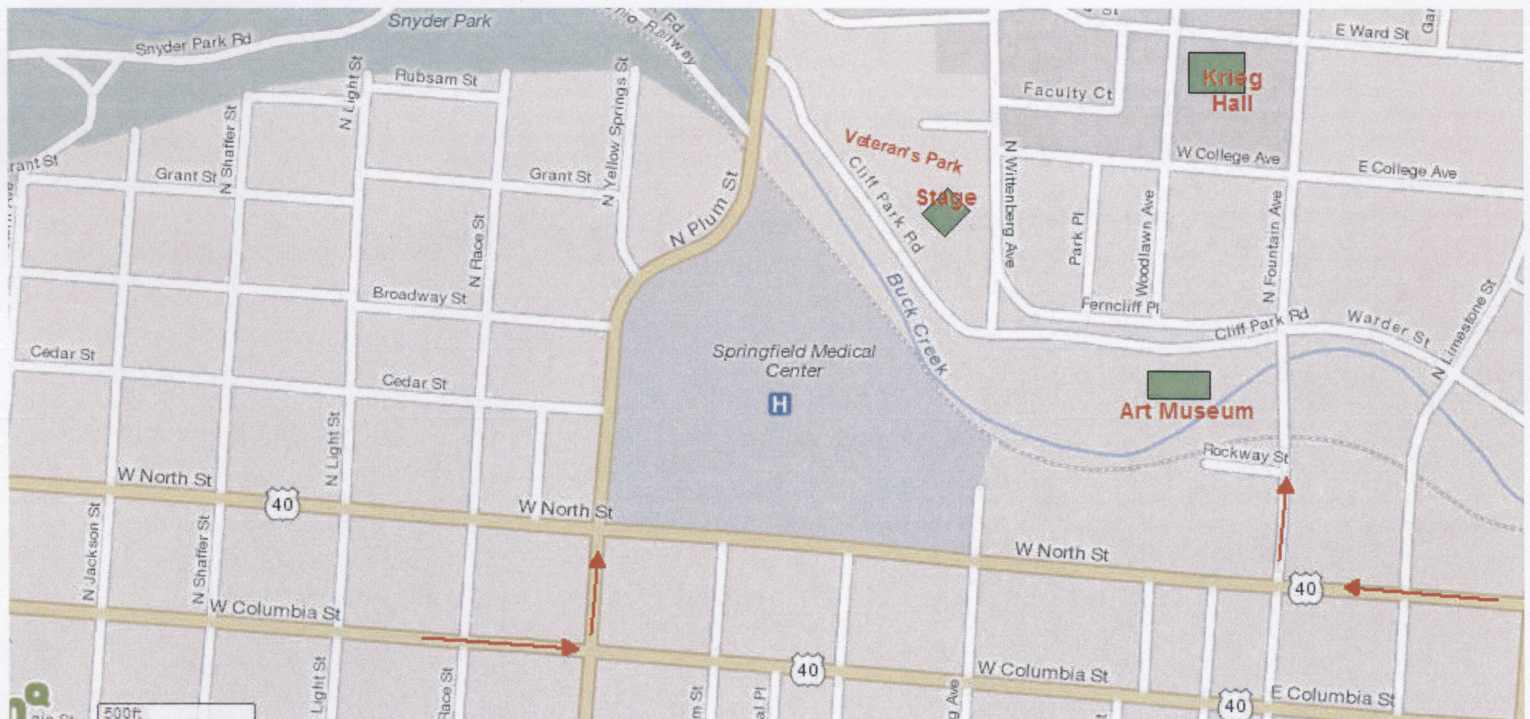 Snyder Park
Snyder Park Rd
Rd
Railway
E Ward St
Krieg
Hall
Rubsam St
N Light St
N Shaffer St
N Yellow Springs St
Faculty Ct
Veteran's Park
W College Ave
E College Ave
Grant St
Grant St
Stage
Cliff Park Rd
N Wittenberg Ave
Park Pl
Woodlawn Ave
N Fountain Ave
N Plum St
N Race St
Broadway St
Buck Creek
Ferncliff Pl
Cliff Park Rd
Warder St
N Limestone St
Cedar St
Cedar St
Springfield Medical
Center
H
Art Museum
N Light St
Rockway St
W North St
40
W North St
W North St
N Jackson St
N Shaffer St
40
W Columbia St
40
W Columbia St
E Columbia St
40
Light St
Race St
500ft